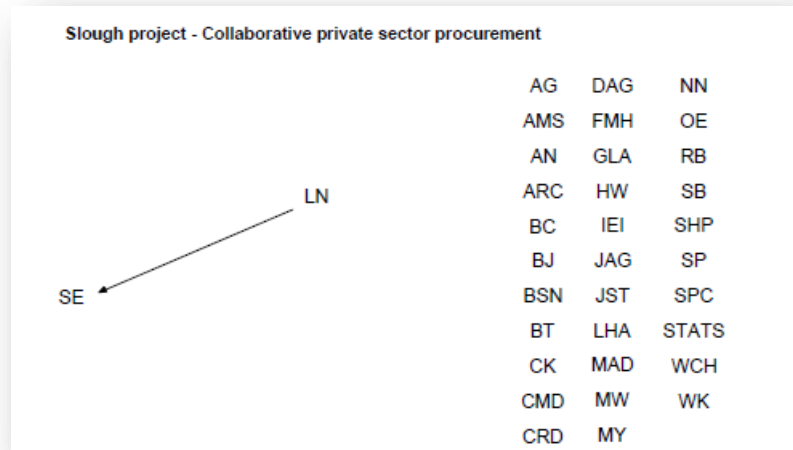 Slough project - Collaborative private sector procurement
AG DAG NN
AMS FMH OE
AN GLA RB
LN
ARC HW SB
BC IEI SHP
BJ JAG SP
SE
BSN JST SPC
BT LHA STATS
CK MAD WCH
CMD MW WK
CRD MY